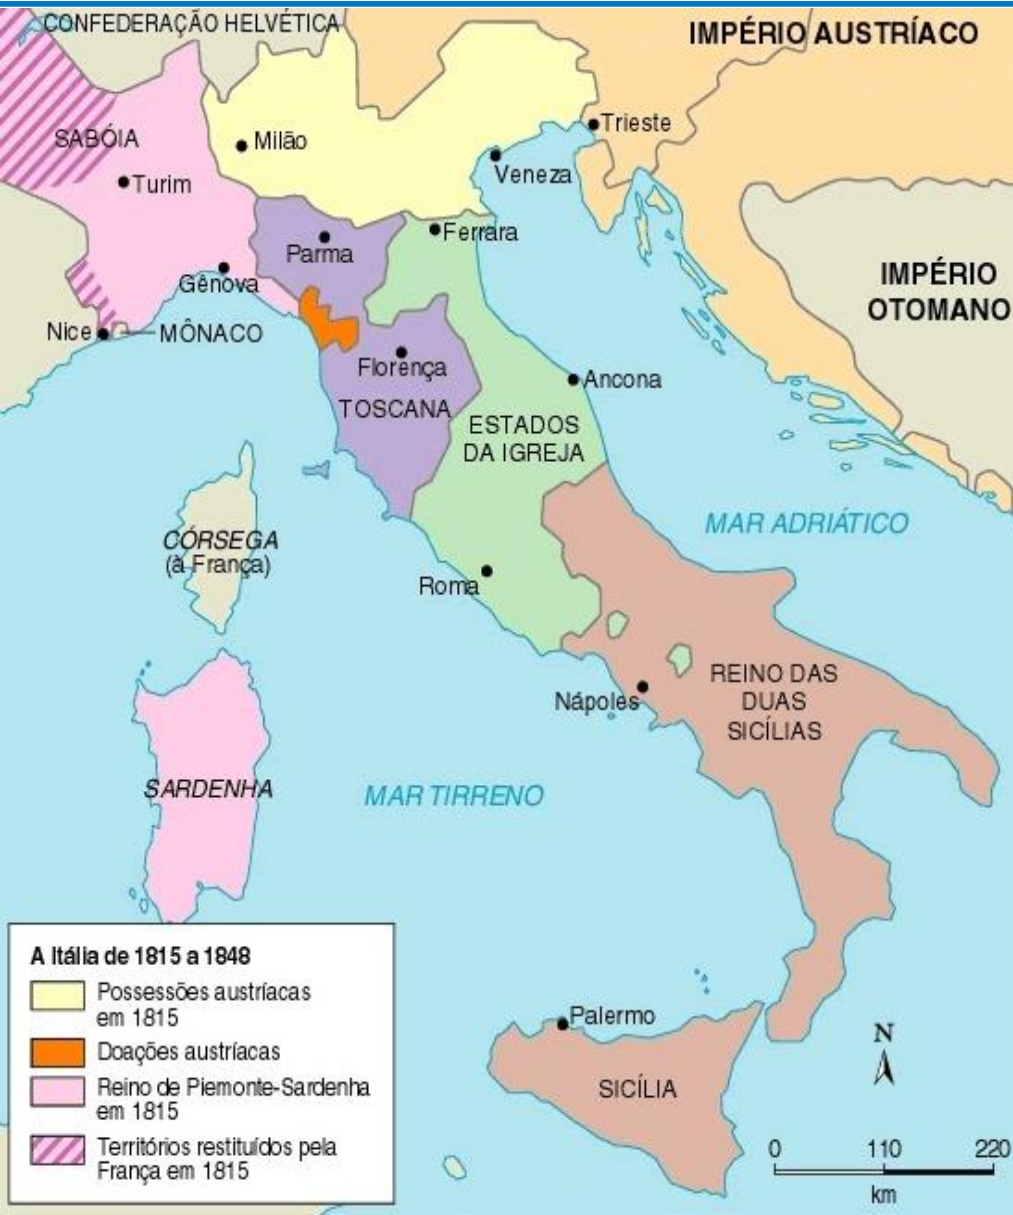 CONFEDERAÇÃO HELVÉTICA
IMPÉRIO AUSTRÍACO
SABÓIA
Milão
Trieste
Turim
Veneza
Parma
Ferrara
Gênova
IMPÉRIO
OTOMANO
Nice
MÔNACO
Florença
Ancona
TOSCANA
ESTADOS
DA IGREJA
CÓRSEGA
(à França)
MAR ADRIÁTICO
Roma
REINO DAS
DUAS
SICÍLIAS
Nápoles
SARDENHA
MAR TIRRENO
A Itália de 1815 a 1848
Possessões austríacas
em 1815
Doações austríacas
Reino de Piemonte-Sardenha
em 1815
Territórios restituídos pela
França em 1815
Palermo
SICÍLIA
N
0 110 220
km